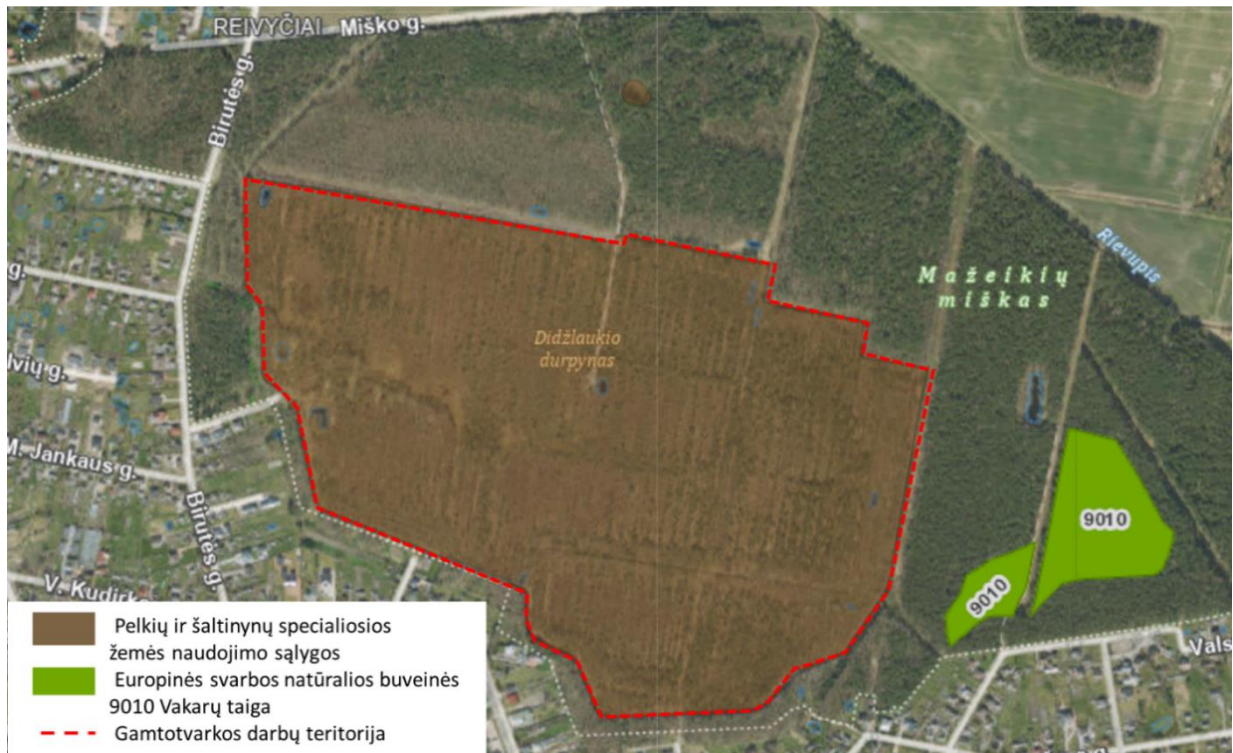 REIVYČIAI Miško g.
Birutės g.
Rievupis
Mažeikių
miškas
g.
Didžlaukio
durpynas
lvių g.
M. Jankaus g.
Birutės g.
9010
9010
V. Kudirko
Vals
Pelkių ir šaltinynų specialiosios
žemės naudojimo sąlygos
Europinės svarbos natūralios buveinės
9010 Vakarų taiga
Gamtotvarkos darbų teritorija